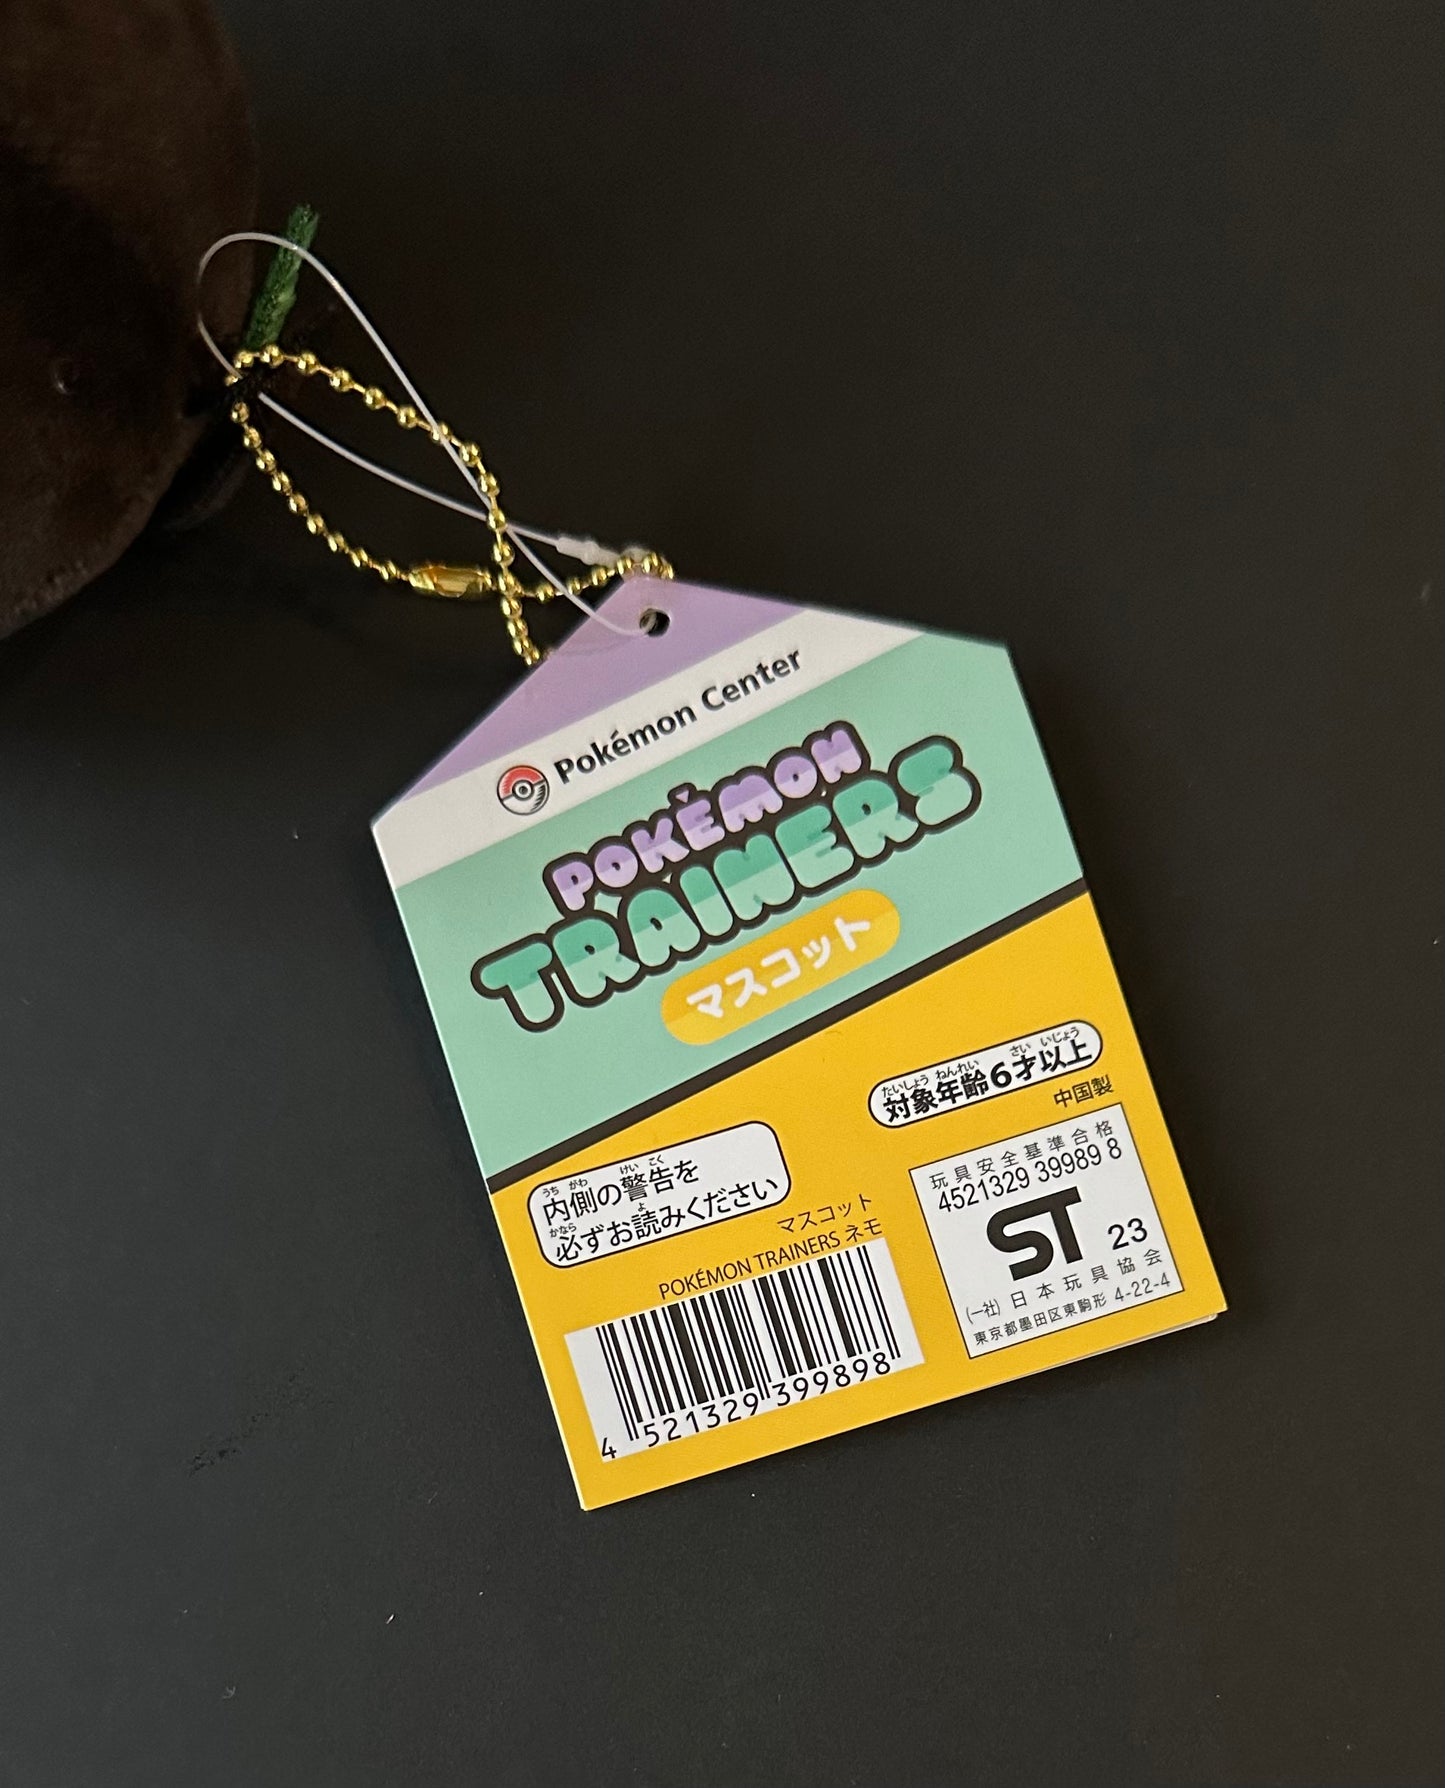 Pokémon Center
POKÉMON
TRAINERS
マスコット
対象年齢6才以上
たいしょう ねんれい さい いじょう
中国製
内側の警告を
うち がわ けい こく
必ずお読みください
かなら よ
マスコット
POKÉMON TRAINERS ネモ
4 521329 399898
玩具安全基準合格
4521329 39989 8
ST 23
(一社) 日本玩具協会
東京都墨田区東駒形 4-22-4